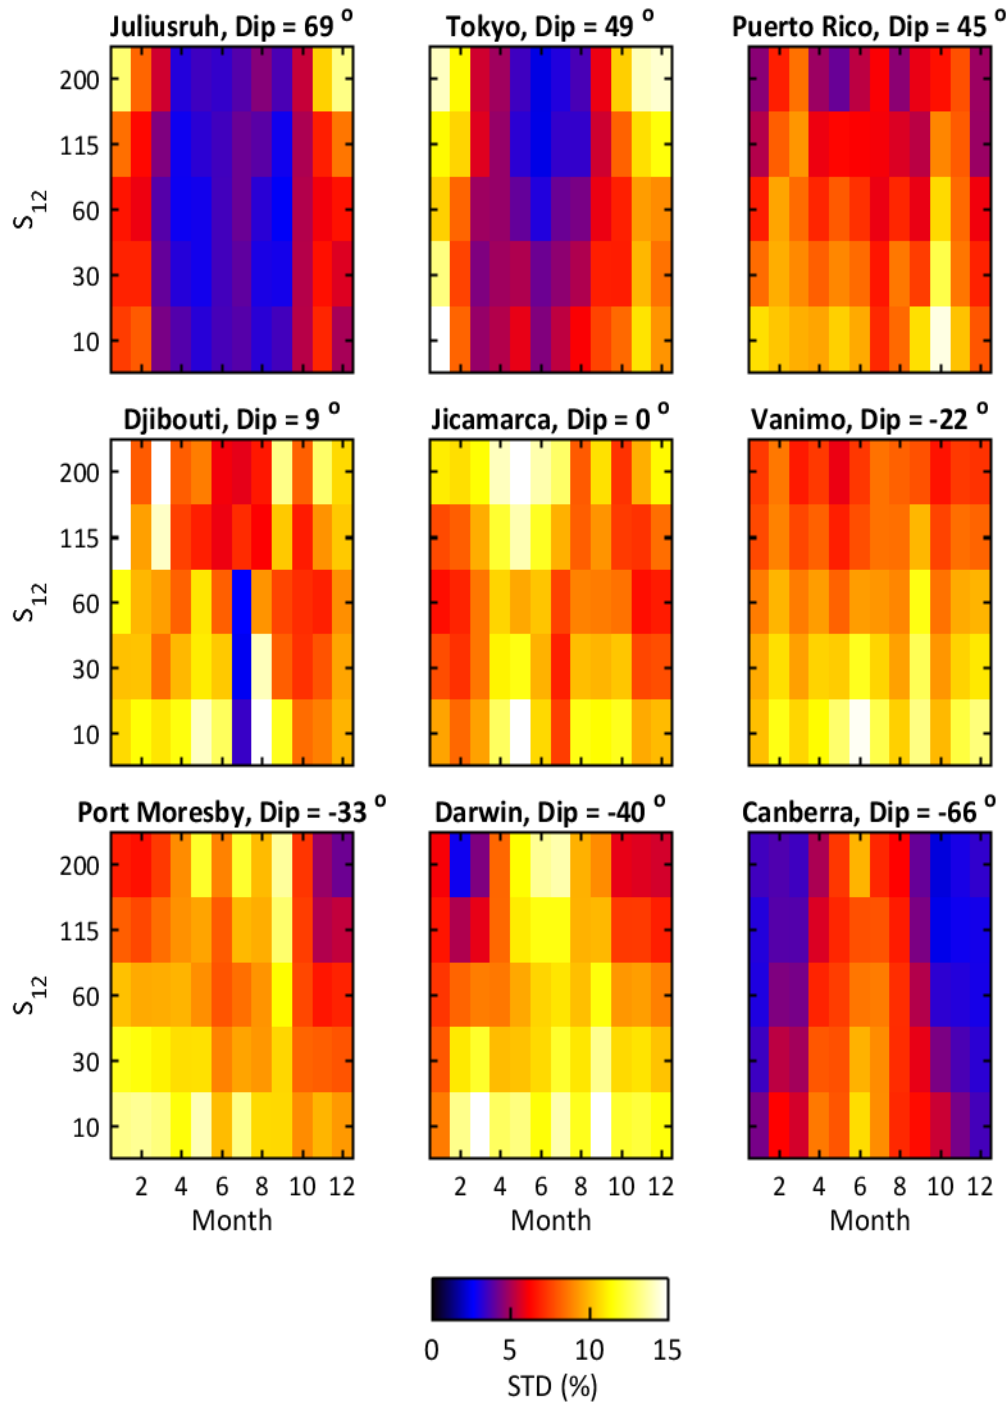 Juliusruh, Dip = 69 °
Tokyo, Dip = 49 °
Puerto Rico, Dip = 45 °
200
115
60
30
10
S12
Djibouti, Dip = 9 °
Jicamarca, Dip = 0 °
Vanimo, Dip = -22 °
200
115
60
30
10
S12
Port Moresby, Dip = -33 °
Darwin, Dip = -40 °
Canberra, Dip = -66 °
200
115
60
30
10
S12
2 4 6 8 10 12
2 4 6 8 10 12
2 4 6 8 10 12
Month
Month
Month
0 5 10 15
STD (%)